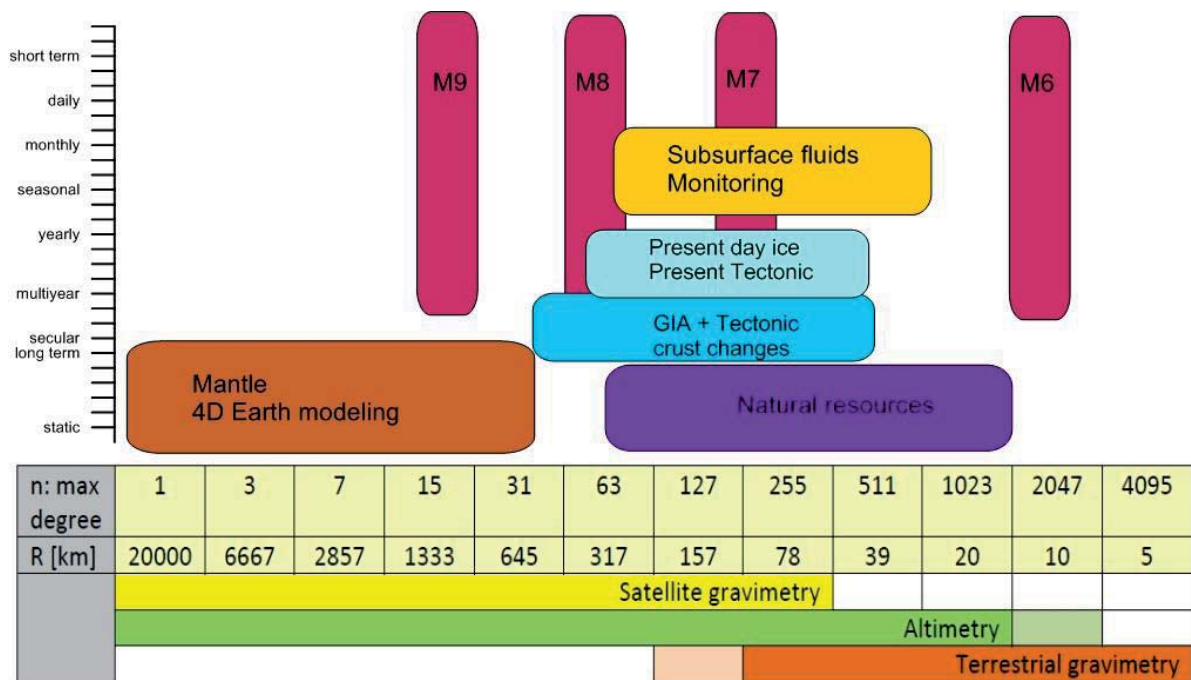 short term
daily
monthly
seasonal
yearly
multiyear
secular
long term
static
M9
M8
M7
M6
Subsurface fluids
Monitoring
Present day ice
Present Tectonic
GIA + Tectonic
crust changes
Mantle
4D Earth modeling
Natural resources
n: max degree 1 3 7 15 31 63 127 255 511 1023 2047 4095
R [km] 20000 6667 2857 1333 645 317 157 78 39 20 10 5
Satellite gravimetry
Altimetry
Terrestrial gravimetry